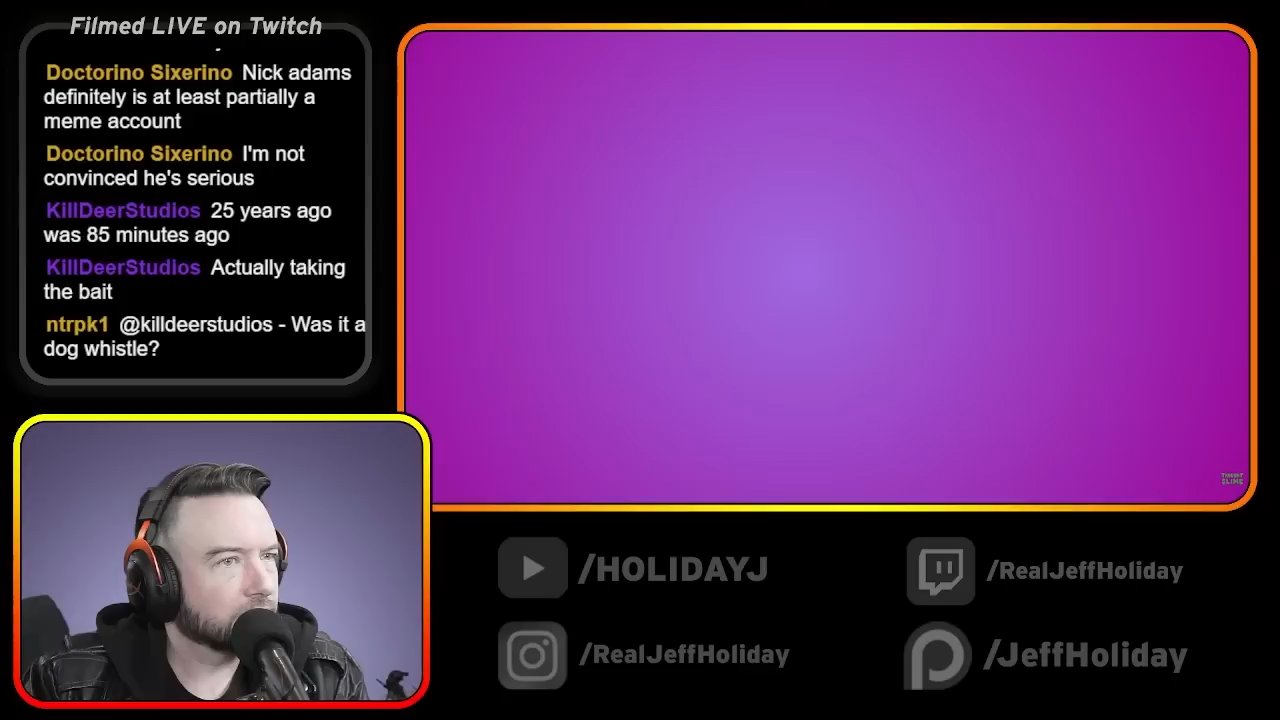 Filmed LIVE on Twitch
Doctorino Sixerino Nick adams
definitely is at least partially a
meme account
Doctorino Sixerino I'm not
convinced he's serious
KillDeerStudios 25 years ago
was 85 minutes ago
KillDeerStudios Actually taking
the bait
ntrpk1 @killdeerstudios - Was it a
dog whistle?
THOUGHT
SLIME
/HOLIDAYJ
/RealJeffHoliday
/RealJeffHoliday
/JeffHoliday